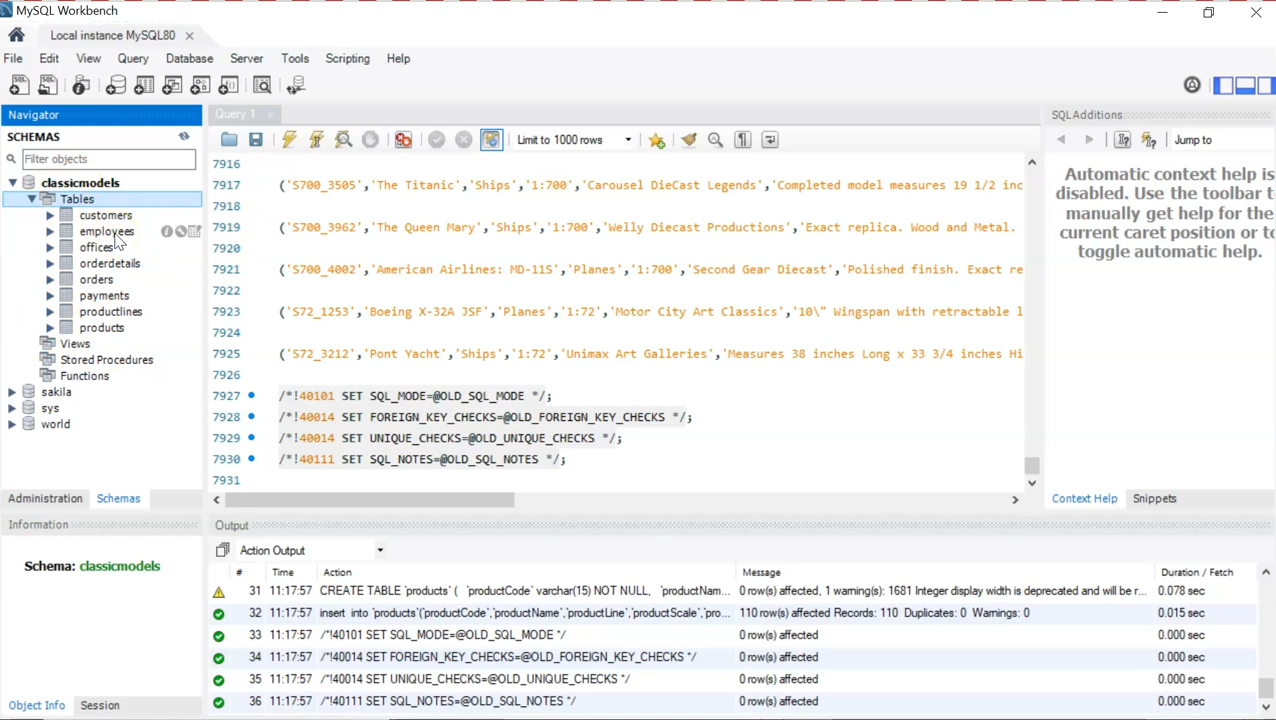 MySQL Workbench
Local instance MySQL80
File Edit View Query Database Server Tools Scripting Help
Navigator
SCHEMAS
Filter objects
classicmodels
Tables
customers
employees
offices
orderdetails
orders
payments
productlines
products
Views
Stored Procedures
Functions
sakila
sys
world
Administration Schemas
Information
Schema: classicmodels
Object Info Session
Query 1
Limit to 1000 rows
7916
7917 ('S700_3505','The Titanic','Ships','1:700','Carousel DieCast Legends','Completed model measures 19 1/2 inc
7918
7919 ('S700_3962','The Queen Mary','Ships','1:700','Welly Diecast Productions','Exact replica. Wood and Metal.
7920
7921 ('S700_4002','American Airlines: MD-11S','Planes','1:700','Second Gear Diecast','Polished finish. Exact re
7922
7923 ('S72_1253','Boeing X-32A JSF','Planes','1:72','Motor City Art Classics','10\" Wingspan with retractable l
7924
7925 ('S72_3212','Pont Yacht','Ships','1:72','Unimax Art Galleries','Measures 38 inches Long x 33 3/4 inches Hi
7926
7927 /*!40101 SET SQL_MODE=@OLD_SQL_MODE */;
7928 /*!40014 SET FOREIGN_KEY_CHECKS=@OLD_FOREIGN_KEY_CHECKS */;
7929 /*!40014 SET UNIQUE_CHECKS=@OLD_UNIQUE_CHECKS */;
7930 /*!40111 SET SQL_NOTES=@OLD_SQL_NOTES */;
7931
SQLAdditions
Jump to
Automatic context help is
disabled. Use the toolbar t
manually get help for the
current caret position or to
toggle automatic help.
Context Help Snippets
Output
Action Output
# Time Action Message Duration / Fetch
31 11:17:57 CREATE TABLE `products` ( `productCode` varchar(15) NOT NULL, `productNam... 0 row(s) affected, 1 warning(s): 1681 Integer display width is deprecated and will be r... 0.078 sec
32 11:17:57 insert into `products`(`productCode`,`productName`,`productLine`,`productScale`,`pro... 110 row(s) affected Records: 110 Duplicates: 0 Warnings: 0 0.015 sec
33 11:17:57 /*!40101 SET SQL_MODE=@OLD_SQL_MODE */ 0 row(s) affected 0.000 sec
34 11:17:57 /*!40014 SET FOREIGN_KEY_CHECKS=@OLD_FOREIGN_KEY_CHECKS */ 0 row(s) affected 0.000 sec
35 11:17:57 /*!40014 SET UNIQUE_CHECKS=@OLD_UNIQUE_CHECKS */ 0 row(s) affected 0.000 sec
36 11:17:57 /*!40111 SET SQL_NOTES=@OLD_SQL_NOTES */ 0 row(s) affected 0.000 sec